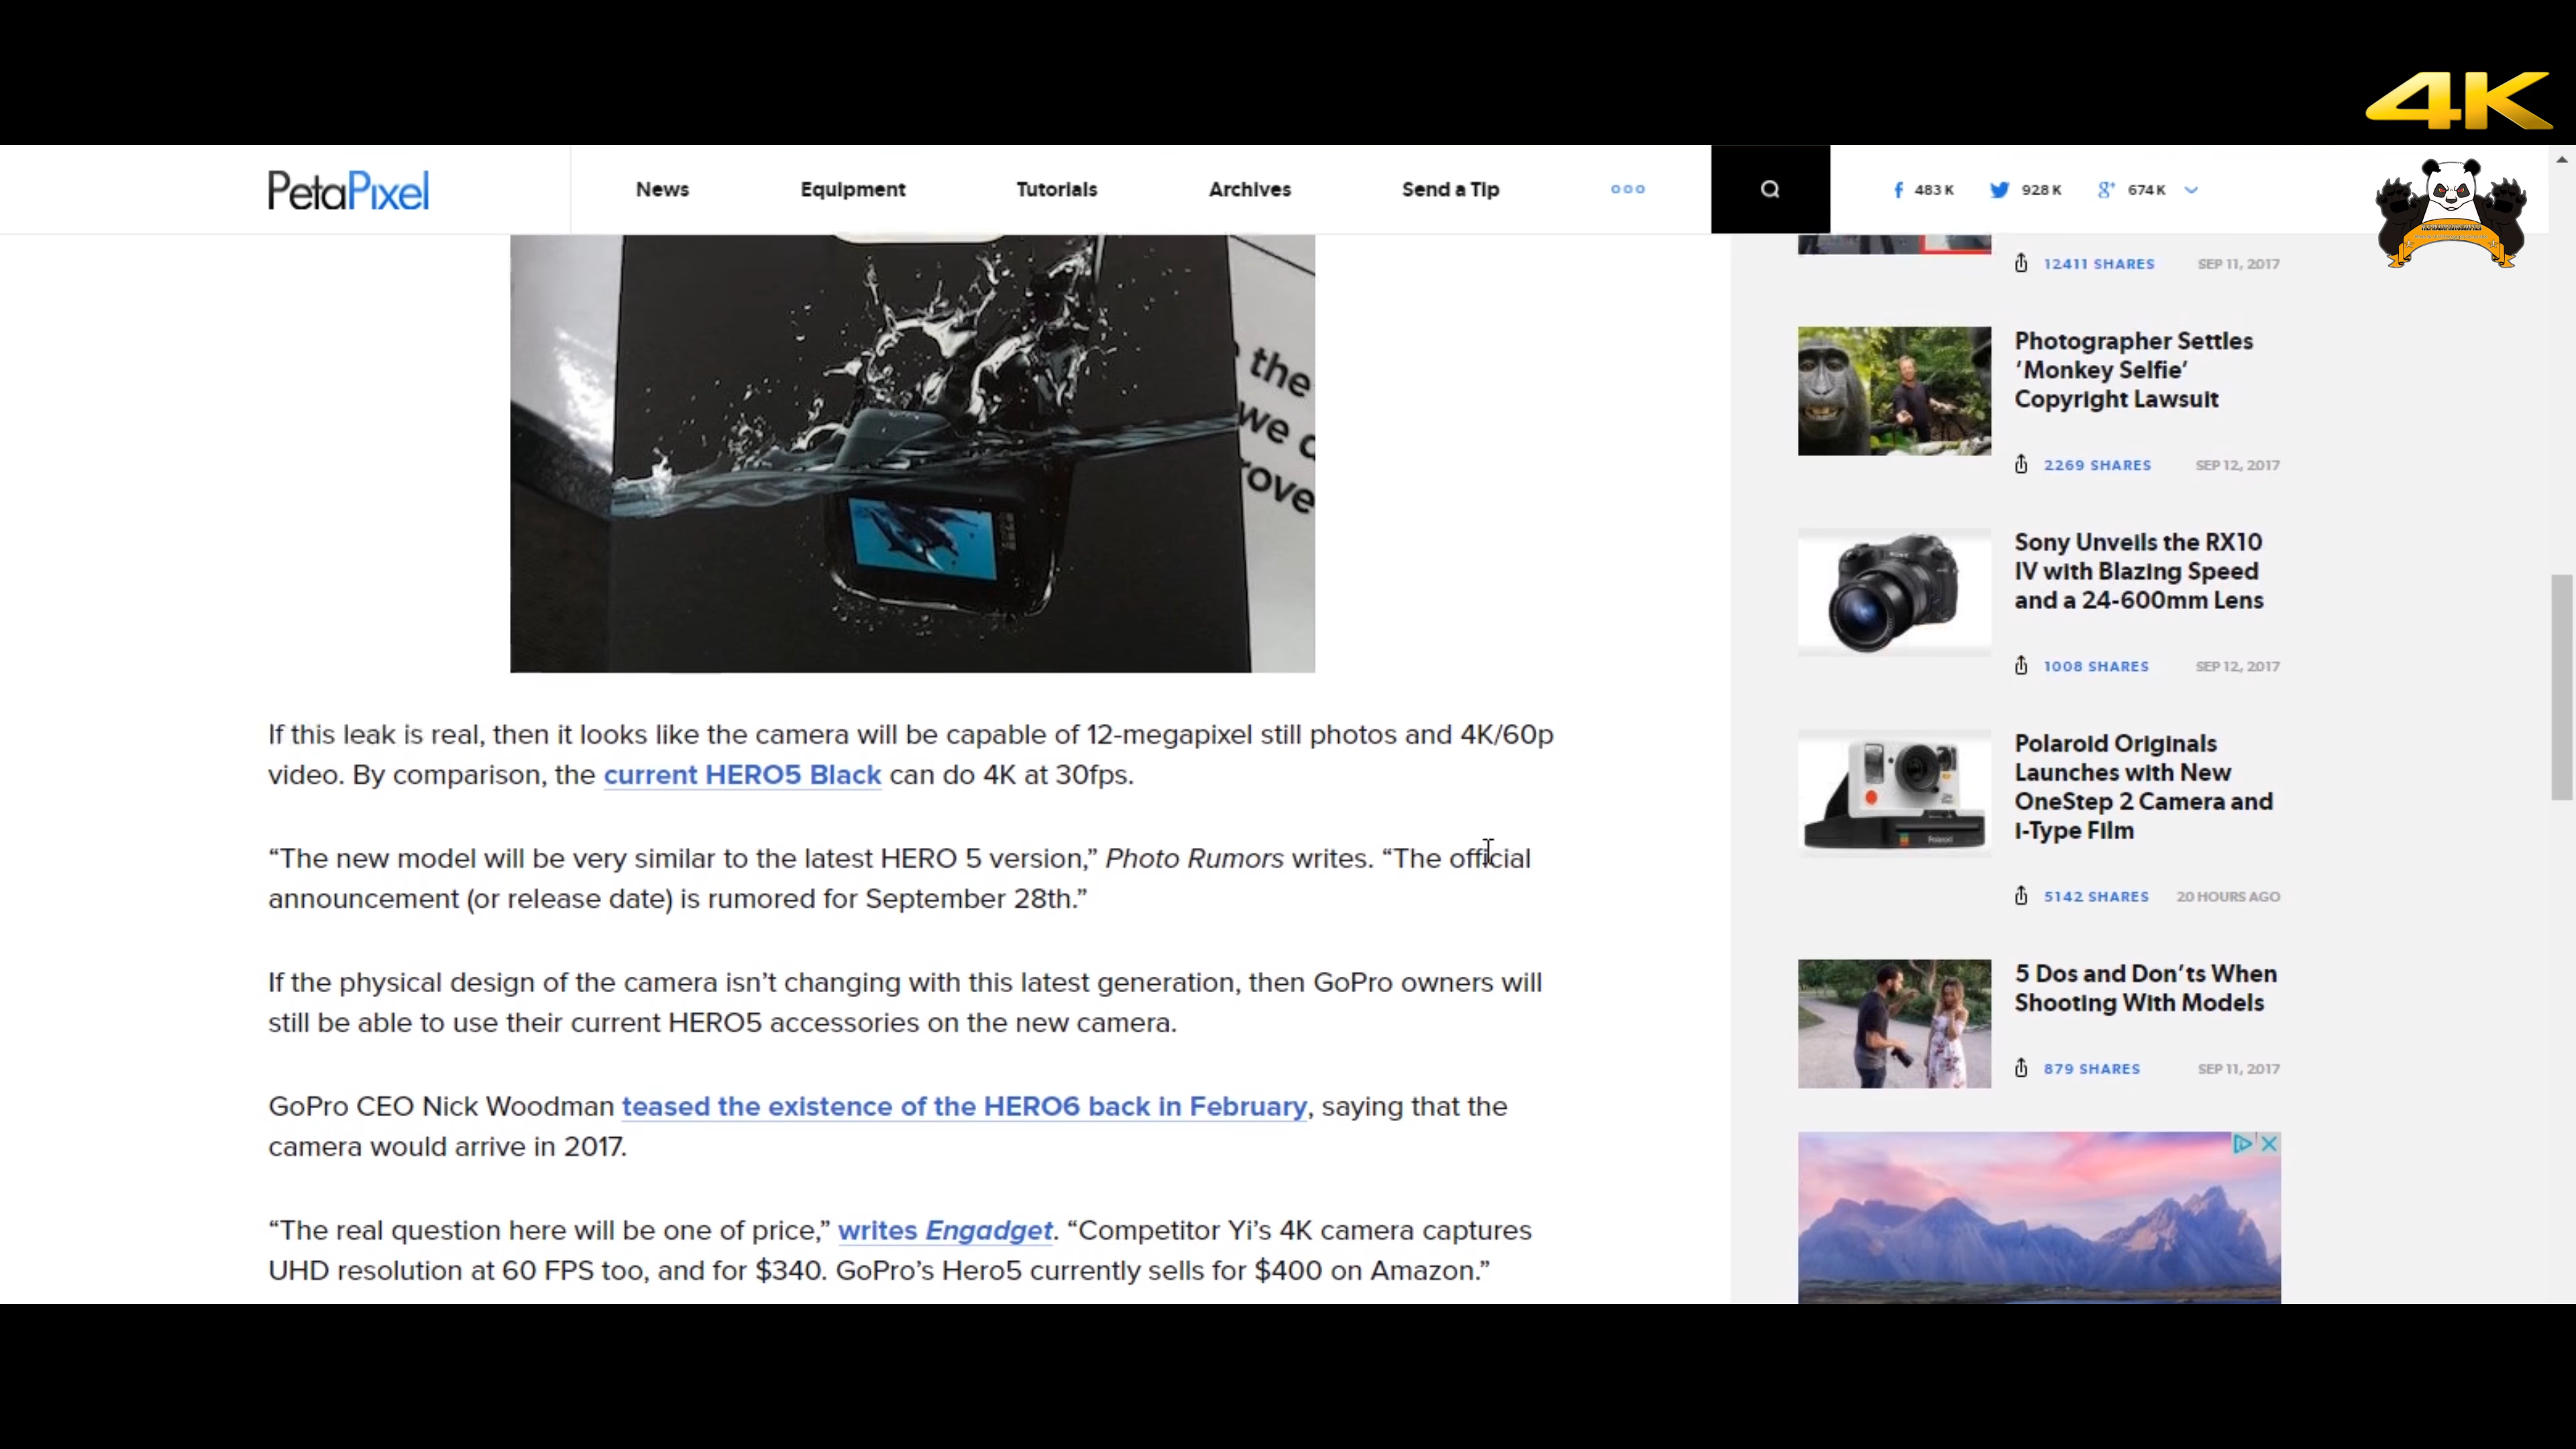 4K
PetaPixel
News
Equipment
Tutorials
Archives
Send a Tip
483 K
928 K
674 K
the
we
rove
If this leak is real, then it looks like the camera will be capable of 12-megapixel still photos and 4K/60p
video. By comparison, the current HERO5 Black can do 4K at 30fps.
“The new model will be very similar to the latest HERO 5 version,” Photo Rumors writes. “The official
announcement (or release date) is rumored for September 28th.”
If the physical design of the camera isn’t changing with this latest generation, then GoPro owners will
still be able to use their current HERO5 accessories on the new camera.
GoPro CEO Nick Woodman teased the existence of the HERO6 back in February, saying that the
camera would arrive in 2017.
“The real question here will be one of price,” writes Engadget. “Competitor Yi’s 4K camera captures
UHD resolution at 60 FPS too, and for $340. GoPro’s Hero5 currently sells for $400 on Amazon.”
12411 SHARES SEP 11, 2017
Photographer Settles
‘Monkey Selfie’
Copyright Lawsuit
2269 SHARES SEP 12, 2017
Sony Unveils the RX10
IV with Blazing Speed
and a 24-600mm Lens
1008 SHARES SEP 12, 2017
Polaroid Originals
Launches with New
OneStep 2 Camera and
i-Type Film
5142 SHARES 20 HOURS AGO
5 Dos and Don’ts When
Shooting With Models
879 SHARES SEP 11, 2017